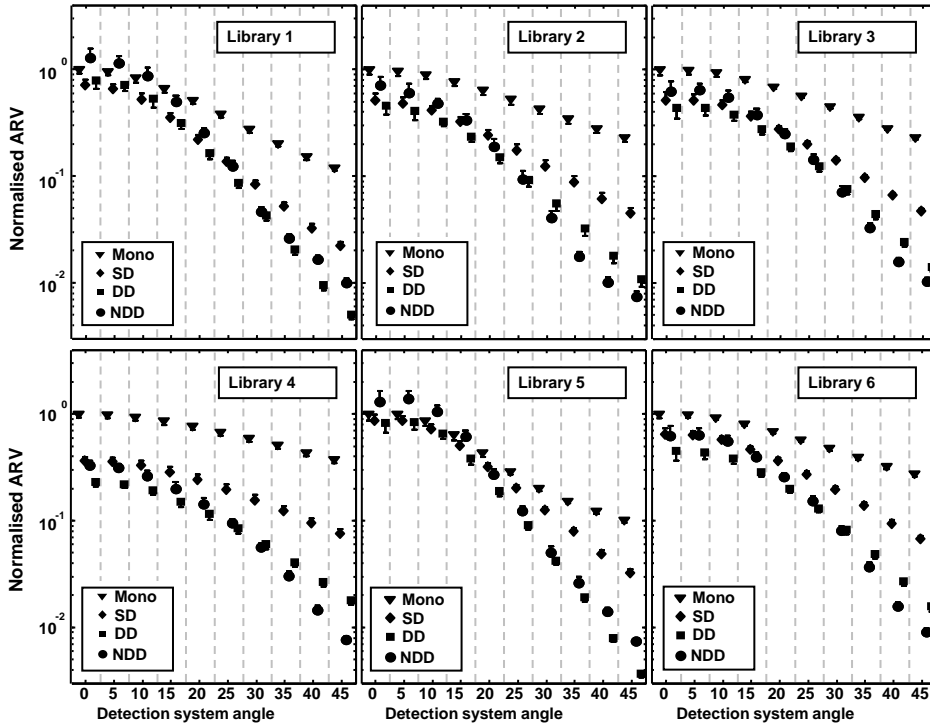 Library 1
Library 2
Library 3
Normalised ARV
10^0
10^-1
10^-2
Mono
SD
DD
NDD
Mono
SD
DD
NDD
Mono
SD
DD
NDD
Library 4
Library 5
Library 6
Normalised ARV
10^0
10^-1
10^-2
Mono
SD
DD
NDD
Mono
SD
DD
NDD
Mono
SD
DD
NDD
0 5 10 15 20 25 30 35 40 45
0 5 10 15 20 25 30 35 40 45
0 5 10 15 20 25 30 35 40 45
Detection system angle
Detection system angle
Detection system angle